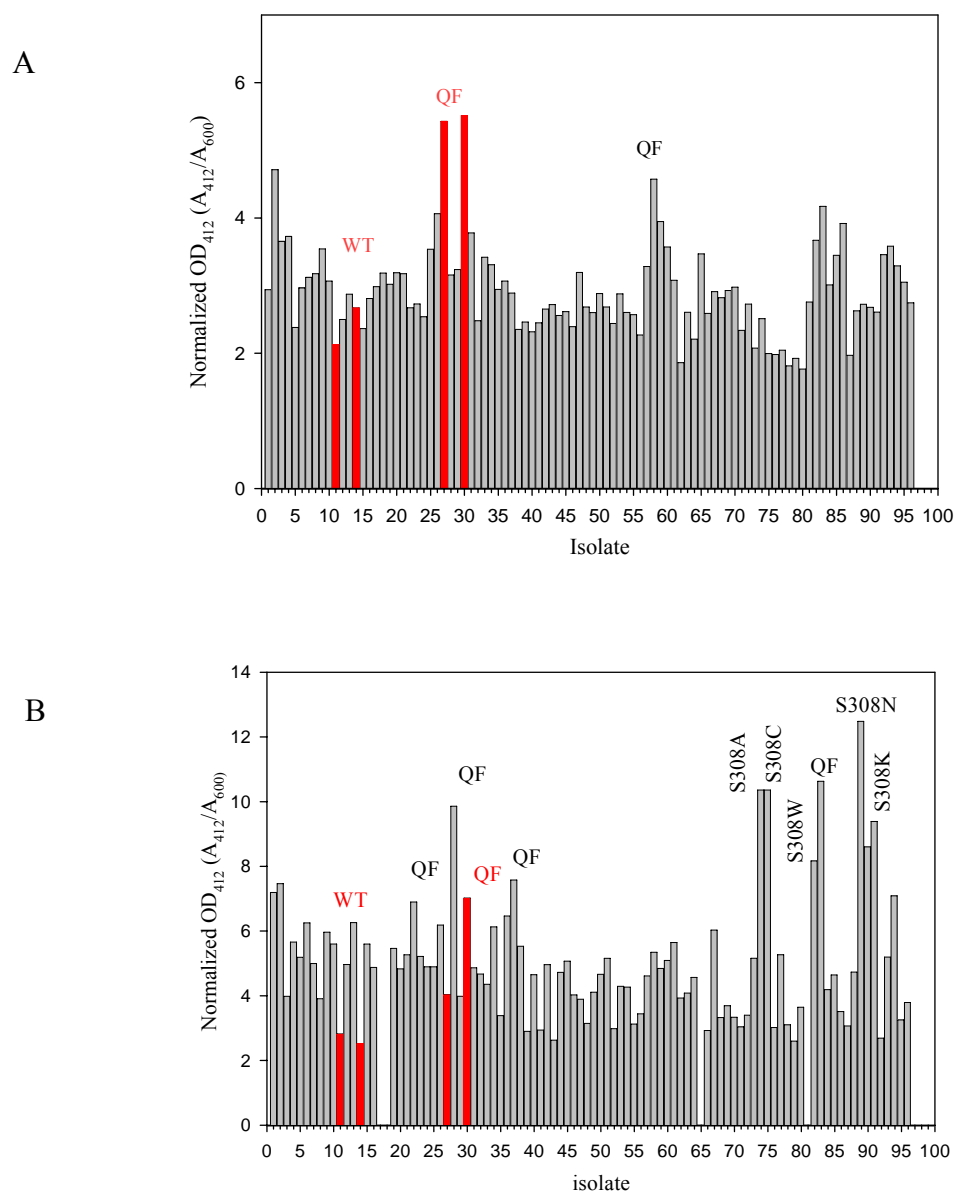 A
Normalized OD412 (A412/A600)
6
4
2
0
QF
WT
QF
0 5 10 15 20 25 30 35 40 45 50 55 60 65 70 75 80 85 90 95 100
Isolate
B
Normalized OD412 (A412/A600)
14
12
10
8
6
4
2
0
WT
QF
QF
QF
QF
S308A
S308C
S308W
QF
S308N
S308K
0 5 10 15 20 25 30 35 40 45 50 55 60 65 70 75 80 85 90 95 100
isolate